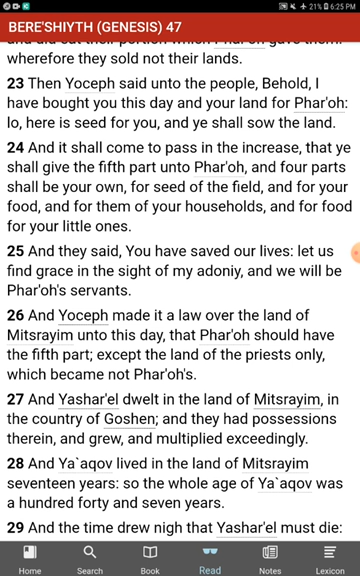 21% 6:25 PM
BERE'SHIYTH (GENESIS) 47
wherefore they sold not their lands.
23 Then Yoceph said unto the people, Behold, I
have bought you this day and your land for Phar'oh:
lo, here is seed for you, and ye shall sow the land.
24 And it shall come to pass in the increase, that ye
shall give the fifth part unto Phar'oh, and four parts
shall be your own, for seed of the field, and for your
food, and for them of your households, and for food
for your little ones.
25 And they said, You have saved our lives: let us
find grace in the sight of my adoniy, and we will be
Phar'oh's servants.
26 And Yoceph made it a law over the land of
Mitsrayim unto this day, that Phar'oh should have
the fifth part; except the land of the priests only,
which became not Phar'oh's.
27 And Yashar'el dwelt in the land of Mitsrayim, in
the country of Goshen; and they had possessions
therein, and grew, and multiplied exceedingly.
28 And Ya`aqov lived in the land of Mitsrayim
seventeen years: so the whole age of Ya`aqov was
a hundred forty and seven years.
29 And the time drew nigh that Yashar'el must die:
Home Search Book Read Notes Lexicon